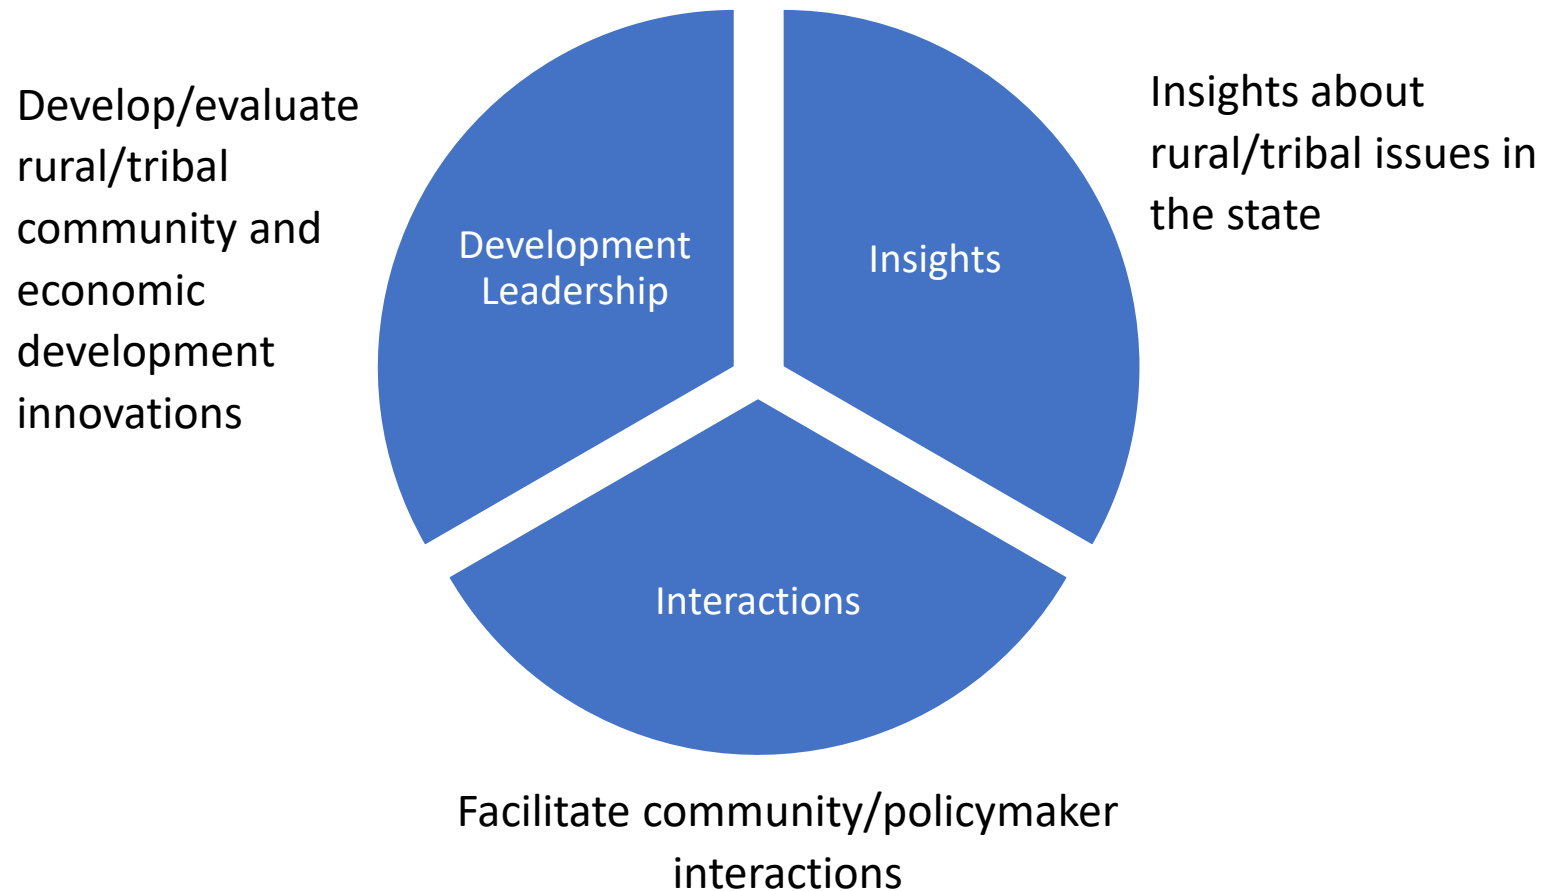 Develop/evaluate
rural/tribal
community and
economic
development
innovations
Development
Leadership
Insights
Insights about
rural/tribal issues in
the state
Interactions
Facilitate community/policymaker
interactions